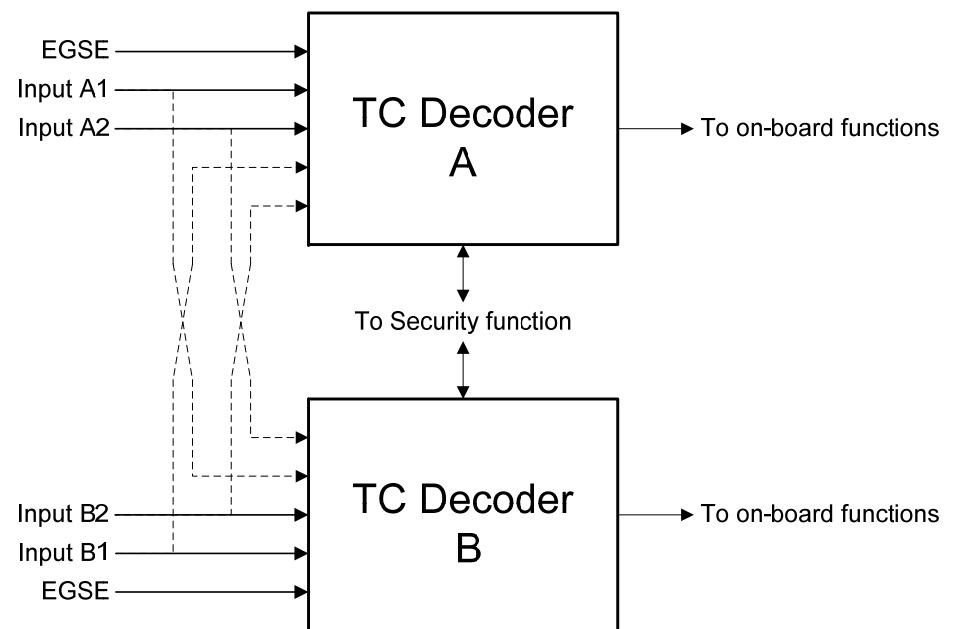 EGSE
Input A1
Input A2
TC Decoder
A
To on-board functions
To Security function
TC Decoder
B
Input B2
Input B1
EGSE
To on-board functions